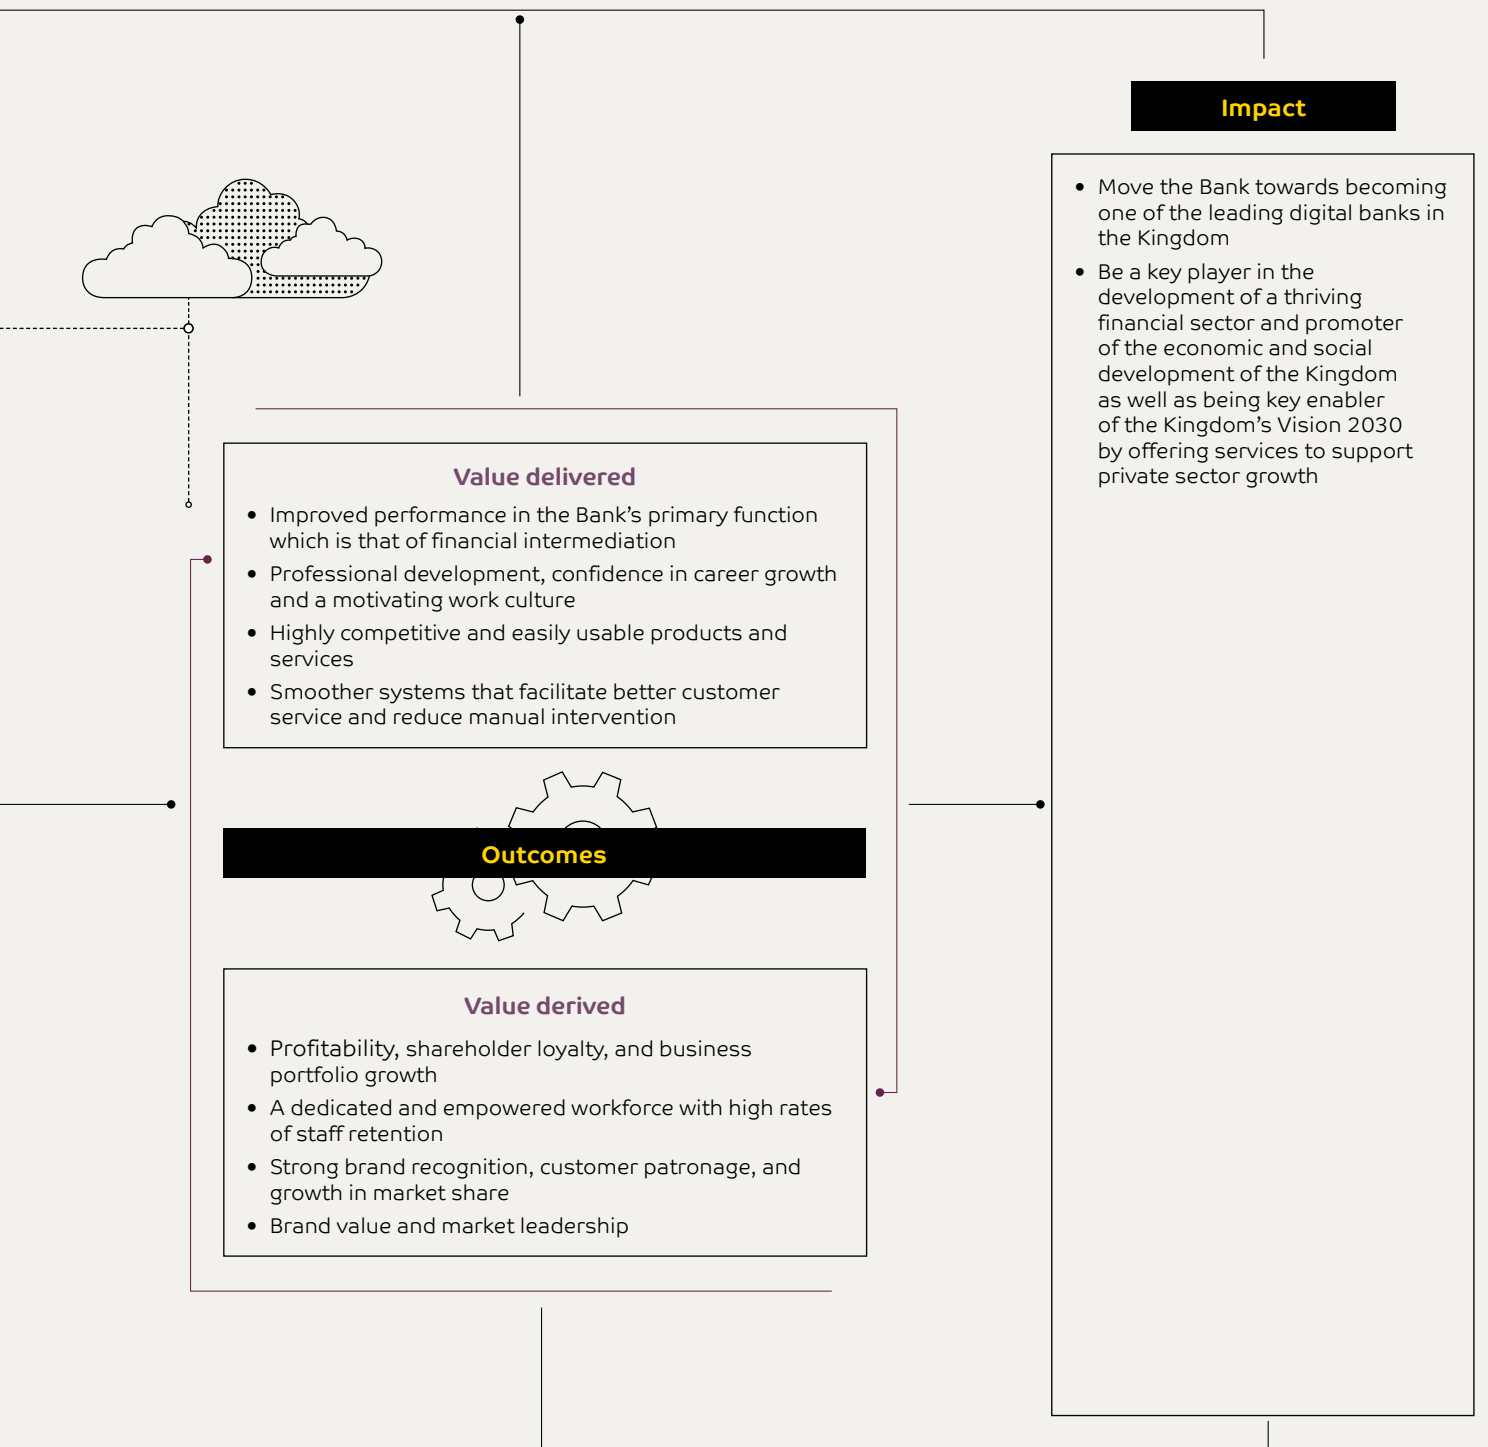 Value delivered
• Improved performance in the Bank’s primary function
which is that of financial intermediation
• Professional development, confidence in career growth
and a motivating work culture
• Highly competitive and easily usable products and
services
• Smoother systems that facilitate better customer
service and reduce manual intervention
Outcomes
Value derived
• Profitability, shareholder loyalty, and business
portfolio growth
• A dedicated and empowered workforce with high rates
of staff retention
• Strong brand recognition, customer patronage, and
growth in market share
• Brand value and market leadership
Impact
• Move the Bank towards becoming
one of the leading digital banks in
the Kingdom
• Be a key player in the
development of a thriving
financial sector and promoter
of the economic and social
development of the Kingdom
as well as being key enabler
of the Kingdom’s Vision 2030
by offering services to support
private sector growth